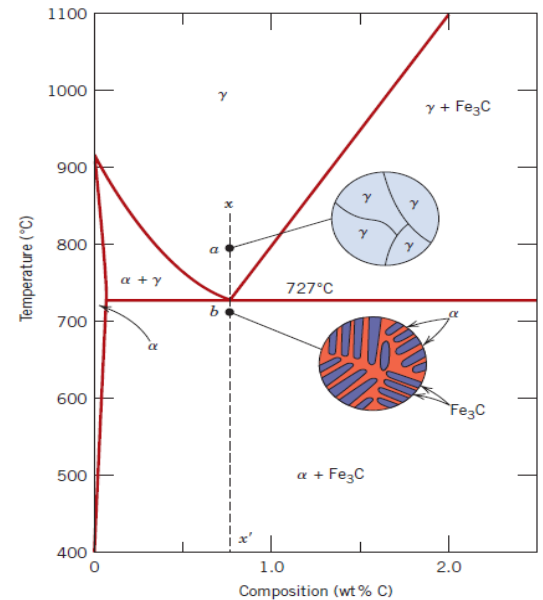 1100
1000
900
800
700
600
500
400
Temperature (°C)
γ
γ + Fe₃C
x
γ
γ
γ
γ
a
α + γ
727°C
b
α
α
Fe₃C
α + Fe₃C
x′
0
1.0
2.0
Composition (wt% C)